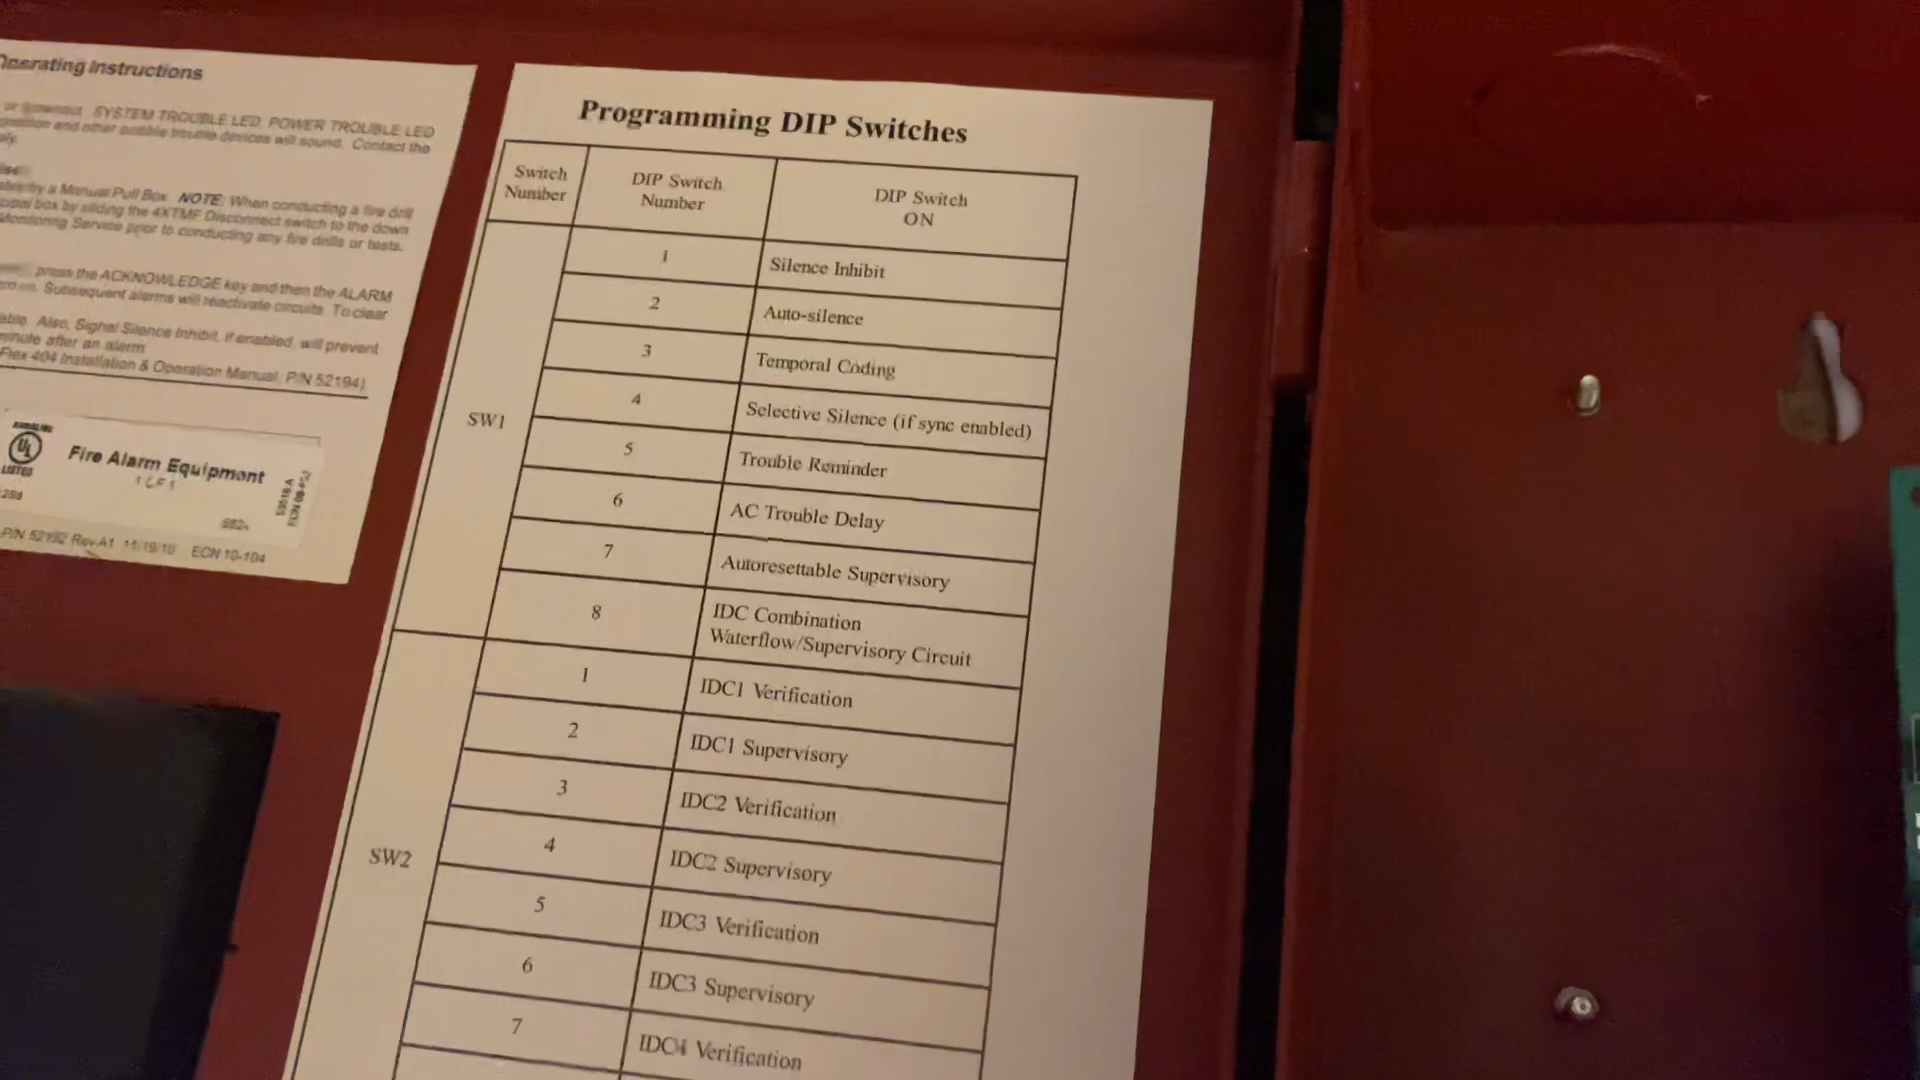 Operating Instructions
SYSTEM TROUBLE LED, POWER TROUBLE LED
and other audible trouble devices will sound. Contact the
by a Manual Pull Box. NOTE: When conducting a fire drill
box by sliding the 4XTMF Disconnect switch to the down
Monitoring Service prior to conducting any fire drills or tests.
press the ACKNOWLEDGE key and then the ALARM
Subsequent alarms will reactivate circuits. To clear
Also, Signal Silence Inhibit, if enabled, will prevent
minute after an alarm.
Flex 404 Installation & Operation Manual, P/N 52194)
UL
LISTED
Fire Alarm Equipment
P/N 52192 Rev A1 11/19/10 ECN 10-104
Programming DIP Switches
Switch Number
DIP Switch Number
DIP Switch ON
SW1
1 Silence Inhibit
2 Auto-silence
3 Temporal Coding
4 Selective Silence (if sync enabled)
5 Trouble Reminder
6 AC Trouble Delay
7 Autoresettable Supervisory
8 IDC Combination
Waterflow/Supervisory Circuit
SW2
1 IDC1 Verification
2 IDC1 Supervisory
3 IDC2 Verification
4 IDC2 Supervisory
5 IDC3 Verification
6 IDC3 Supervisory
7 IDC4 Verification